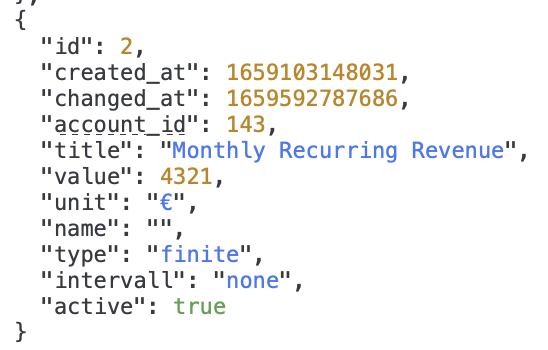 },
{
  "id": 2,
  "created_at": 1659103148031,
  "changed_at": 1659592787686,
  "account_id": 143,
  "title": "Monthly Recurring Revenue",
  "value": 4321,
  "unit": "€",
  "name": "",
  "type": "finite",
  "intervall": "none",
  "active": true
}